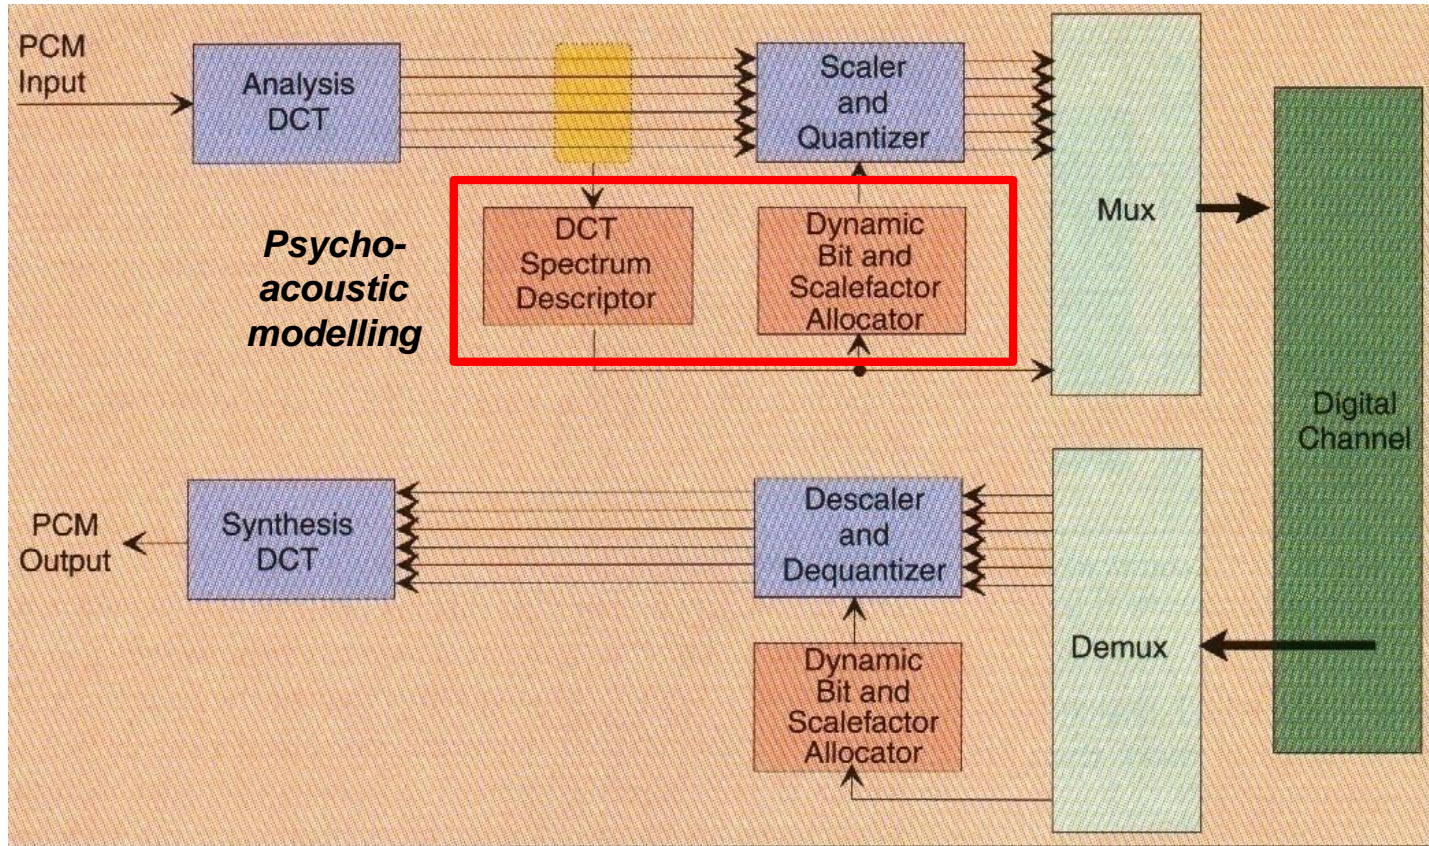 PCM
Input
Analysis
DCT
Scaler
and
Quantizer
Mux
Psycho-
acoustic
modelling
DCT
Spectrum
Descriptor
Dynamic
Bit and
Scalefactor
Allocator
Digital
Channel
PCM
Output
Synthesis
DCT
Descaler
and
Dequantizer
Demux
Dynamic
Bit and
Scalefactor
Allocator